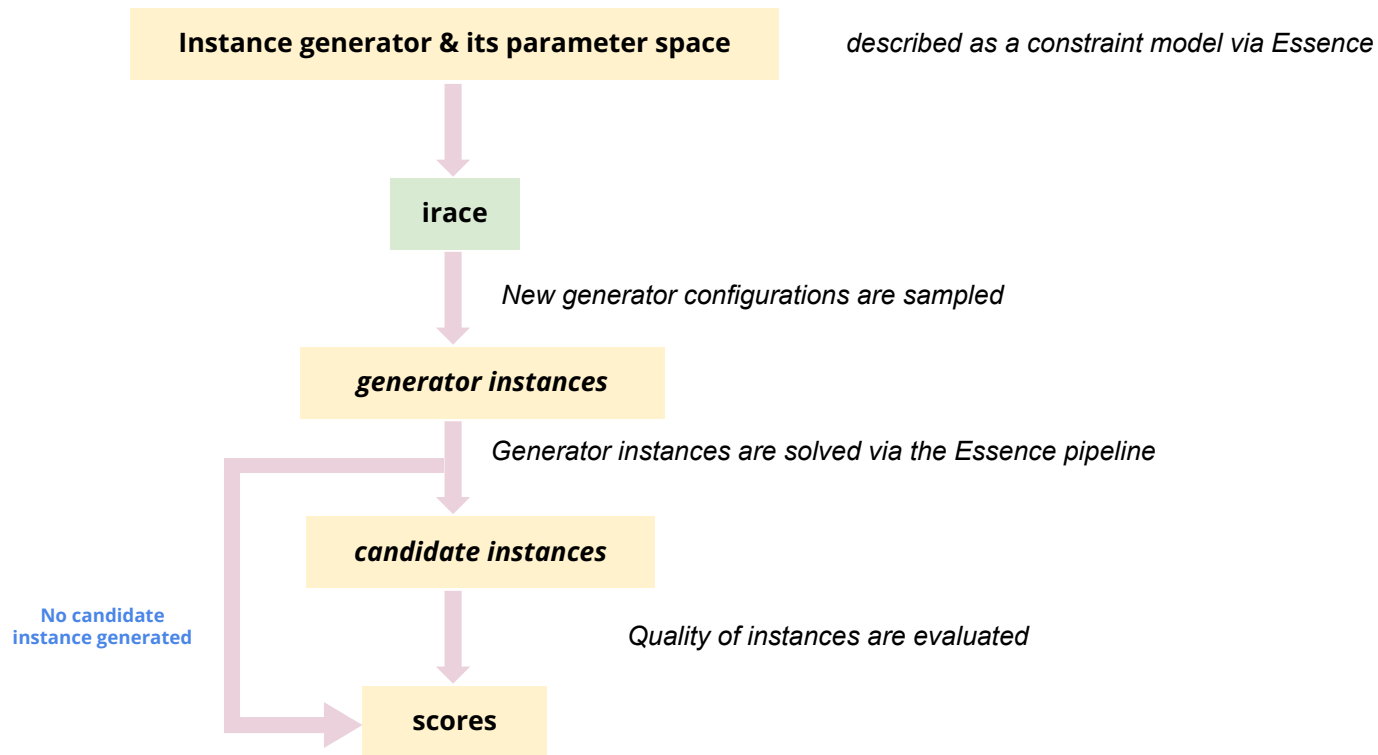 Instance generator & its parameter space
described as a constraint model via Essence
irace
New generator configurations are sampled
generator instances
Generator instances are solved via the Essence pipeline
candidate instances
No candidate
instance generated
Quality of instances are evaluated
scores